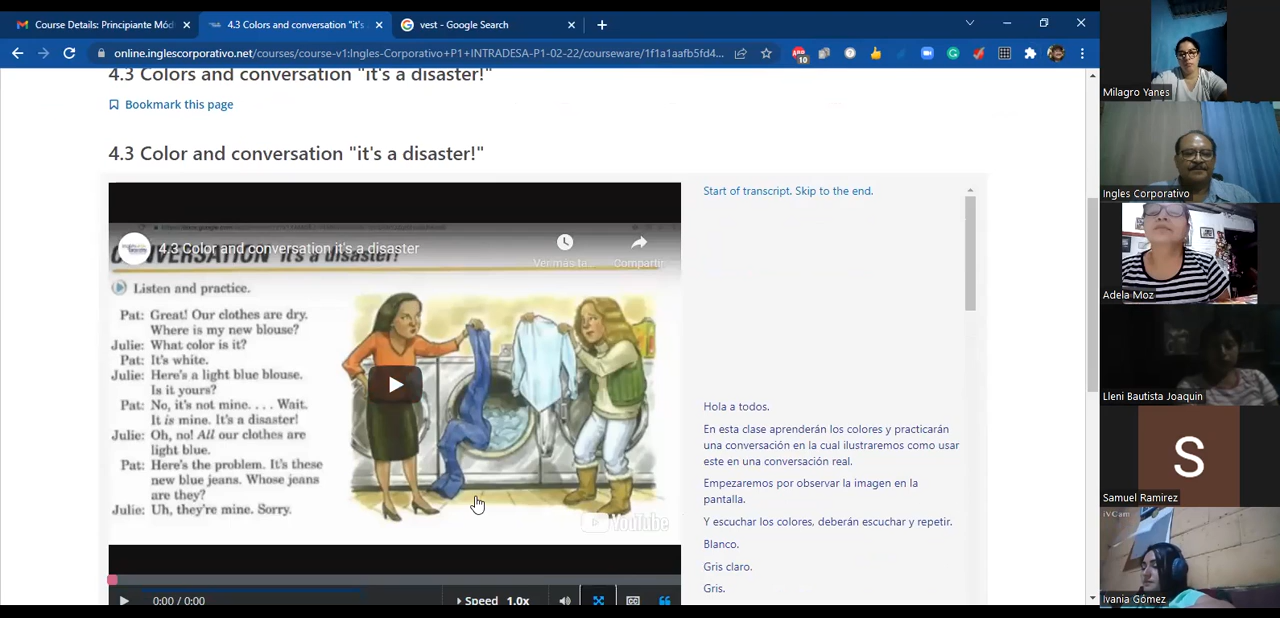 Course Details: Principiante Mód
4.3 Colors and conversation "it's
vest - Google Search
online.inglescorporativo.net/courses/course-v1:Ingles-Corporativo+P1+INTRADESA-P1-02-22/courseware/1f1a1aafb5fd4...
10
4.3 Colors and conversation "it's a disaster!"
Bookmark this page
4.3 Color and conversation "it's a disaster!"
Start of transcript. Skip to the end.
CONVERSATION It's a disaster!
4.3 Color and conversation it's a disaster
Ver más ta...
Compartir
Listen and practice.
Pat: Great! Our clothes are dry.
Where is my new blouse?
Julie: What color is it?
Pat: It's white.
Julie: Here's a light blue blouse.
Is it yours?
Pat: No, it's not mine. . . . Wait.
It is mine. It's a disaster!
Julie: Oh, no! All our clothes are
light blue.
Pat: Here's the problem. It's these
new blue jeans. Whose jeans
are they?
Julie: Uh, they're mine. Sorry.
YouTube
0:00 / 0:00
Speed 1.0x
CC
Hola a todos.
En esta clase aprenderán los colores y practicarán
una conversación en la cual ilustraremos como usar
este en una conversación real.
Empezaremos por observar la imagen en la
pantalla.
Y escuchar los colores, deberán escuchar y repetir.
Blanco.
Gris claro.
Gris.
Milagro Yanes
Ingles Corporativo
Adela Moz
Lleni Bautista Joaquin
S
Samuel Ramirez
iVCam
Ivania Gómez